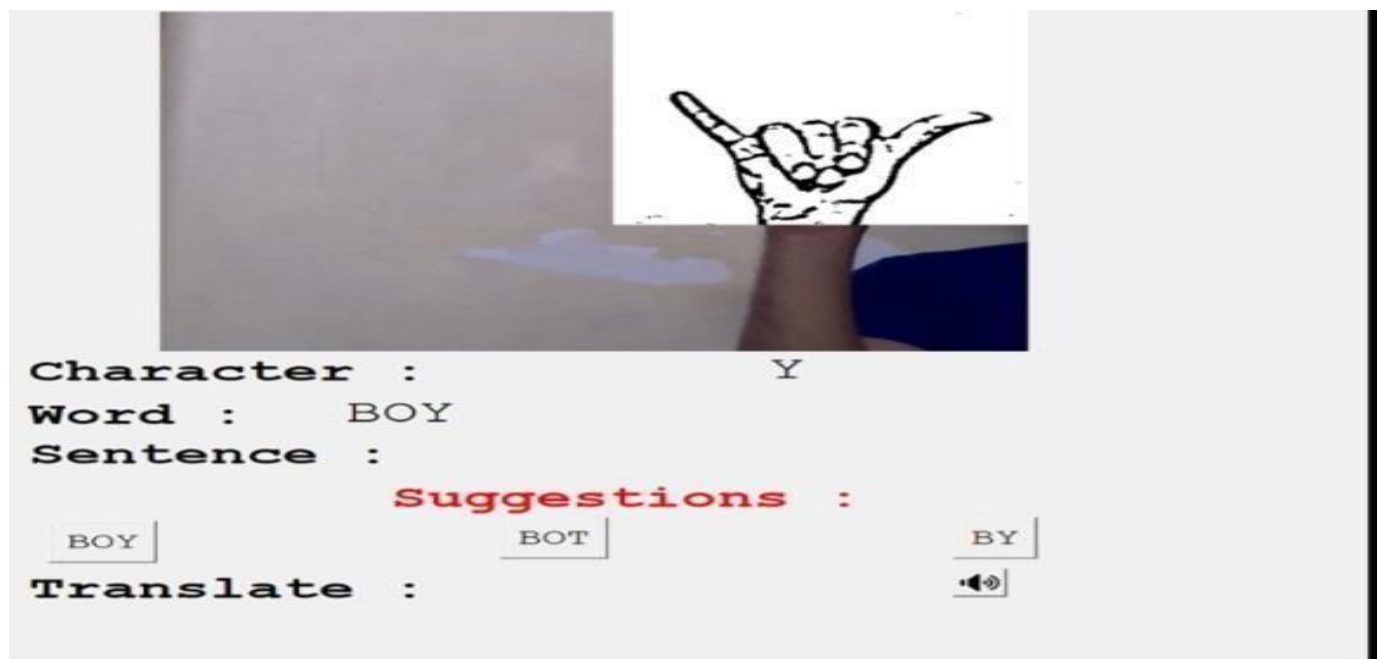 Character : Y
Word : BOY
Sentence :
Suggestions :
BOY BOT BY
Translate :